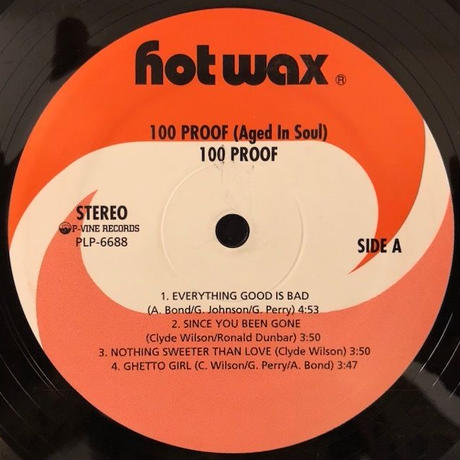 hot wax ®
100 PROOF (Aged In Soul)
100 PROOF
STEREO
P-VINE RECORDS
PLP-6688
SIDE A
1. EVERYTHING GOOD IS BAD
(A. Bond/G. Johnson/G. Perry) 4:53
2. SINCE YOU BEEN GONE
(Clyde Wilson/Ronald Dunbar) 3:50
3. NOTHING SWEETER THAN LOVE (Clyde Wilson) 3:50
4. GHETTO GIRL (C. Wilson/G. Perry/A. Bond) 3:47